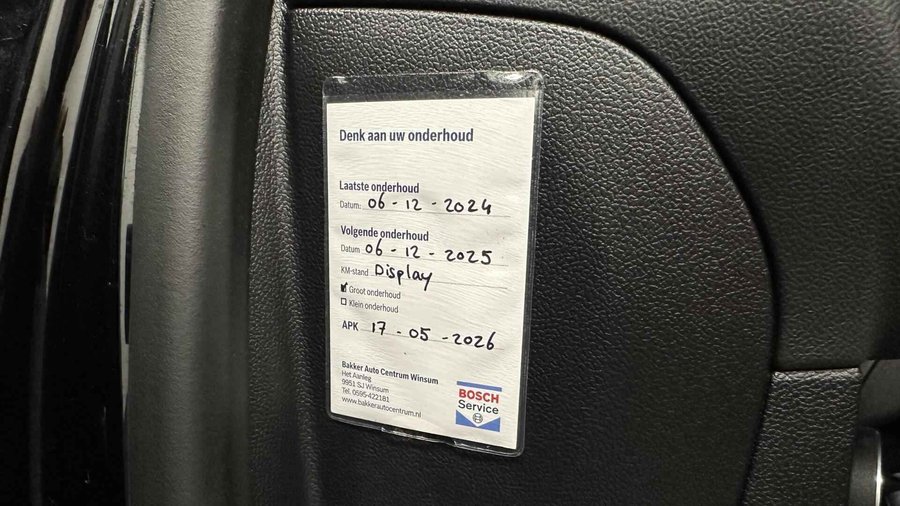 Denk aan uw onderhoud
Laatste onderhoud
Datum: 06-12-2024
Volgende onderhoud
Datum 06-12-2025
KM-stand Display
Groot onderhoud
Klein onderhoud
APK 17-05-2026
Bakker Auto Centrum Winsum
Het Aanleg
9951 SJ Winsum
Tel. 0595-422181
www.bakkerautocentrum.nl
BOSCH
Service